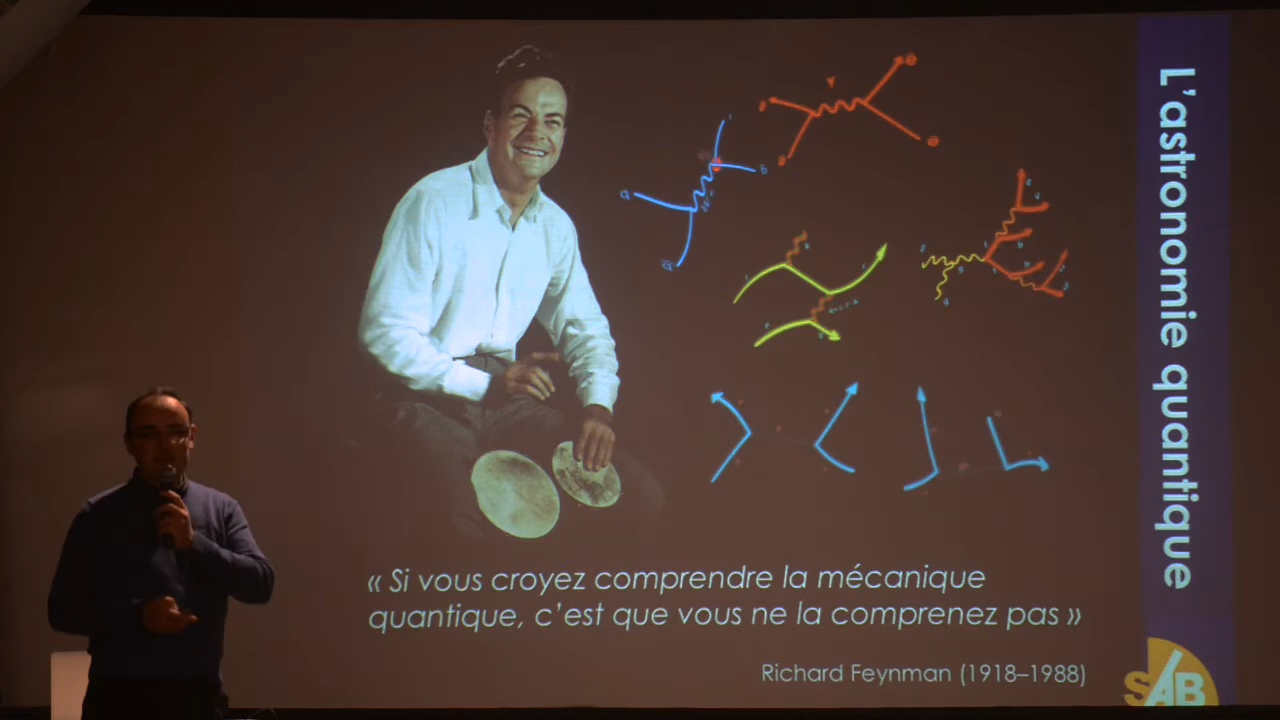 « Si vous croyez comprendre la mécanique
quantique, c'est que vous ne la comprenez pas »
Richard Feynman (1918–1988)
L'astronomie quantique
SAB